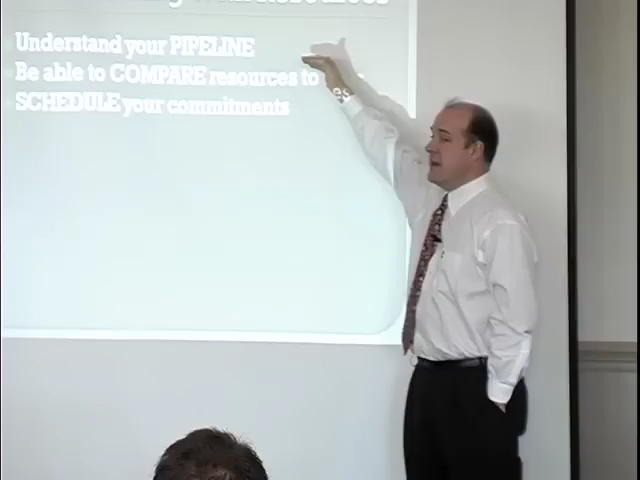 Understand your PIPELINE
Be able to COMPARE resources to
SCHEDULE your commitments